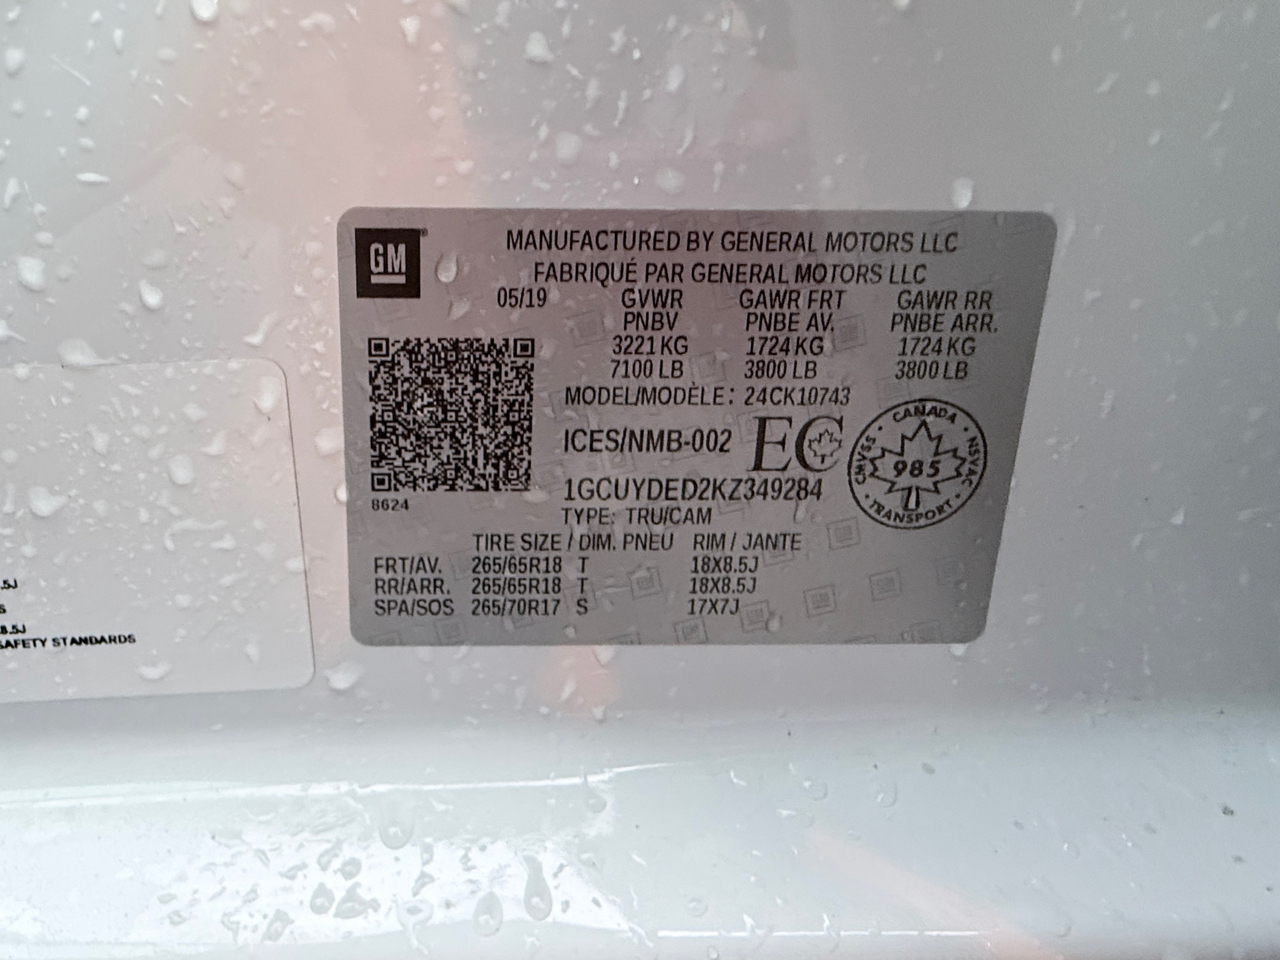 GM
MANUFACTURED BY GENERAL MOTORS LLC
FABRIQUÉ PAR GENERAL MOTORS LLC
05/19 GVWR GAWR FRT GAWR RR
PNBV PNBE AV. PNBE ARR.
3221 KG 1724 KG 1724 KG
7100 LB 3800 LB 3800 LB
MODEL/MODÈLE: 24CK10743
ICES/NMB-002 EC
CANADA
CMVSS 985 NSVAC
TRANSPORT
1GCUYDED2KZ349284
8624
TYPE: TRU/CAM
TIRE SIZE / DIM. PNEU RIM / JANTE
FRT/AV. 265/65R18 T 18X8.5J
RR/ARR. 265/65R18 T 18X8.5J
SPA/SOS 265/70R17 S 17X7J
.5J
S
8.5J
SAFETY STANDARDS